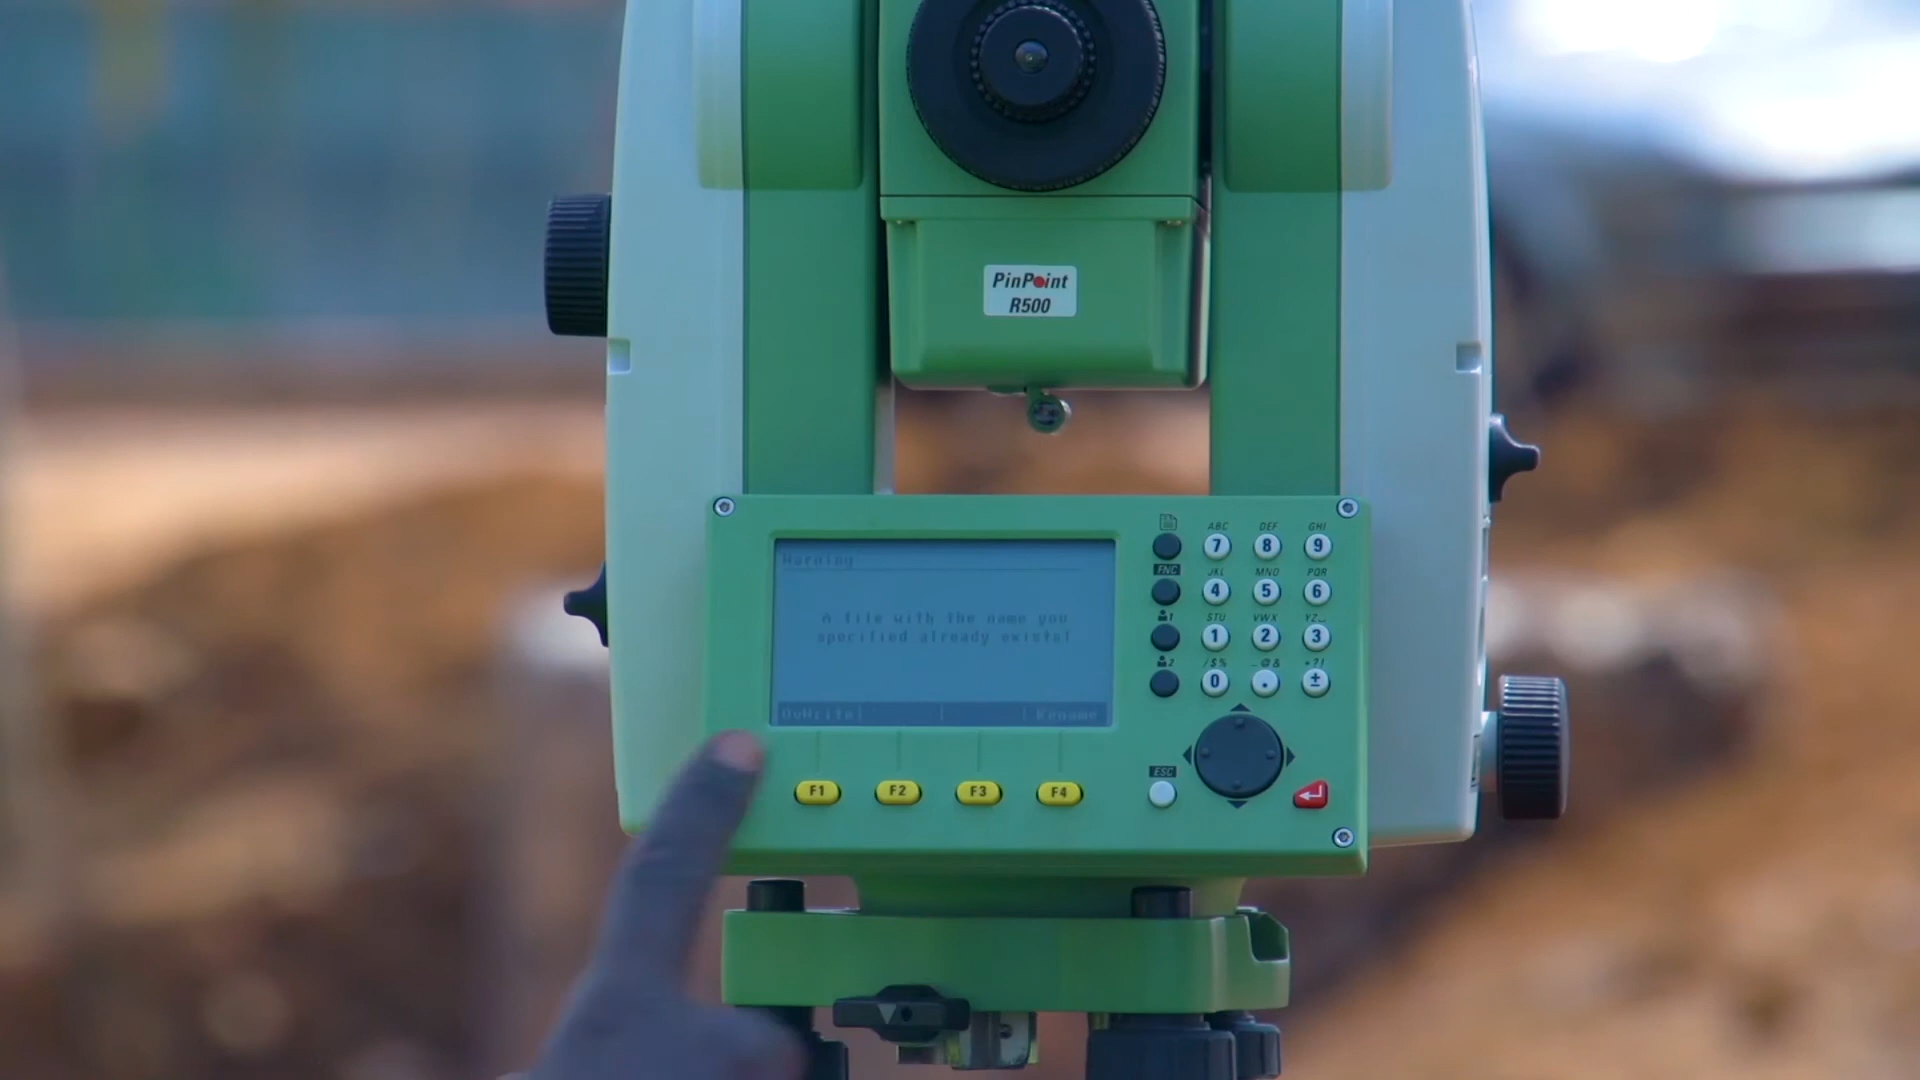 PinPoint
R500
Warning
A file with the name you
specified already exists!
OvWrite Rename
ABC DEF GHI
7 8 9
FNC JKL MNO PQR
4 5 6
1 STU VWX YZ
1 2 3
2 /$% _@& *?!
0 . ±
ESC
F1 F2 F3 F4